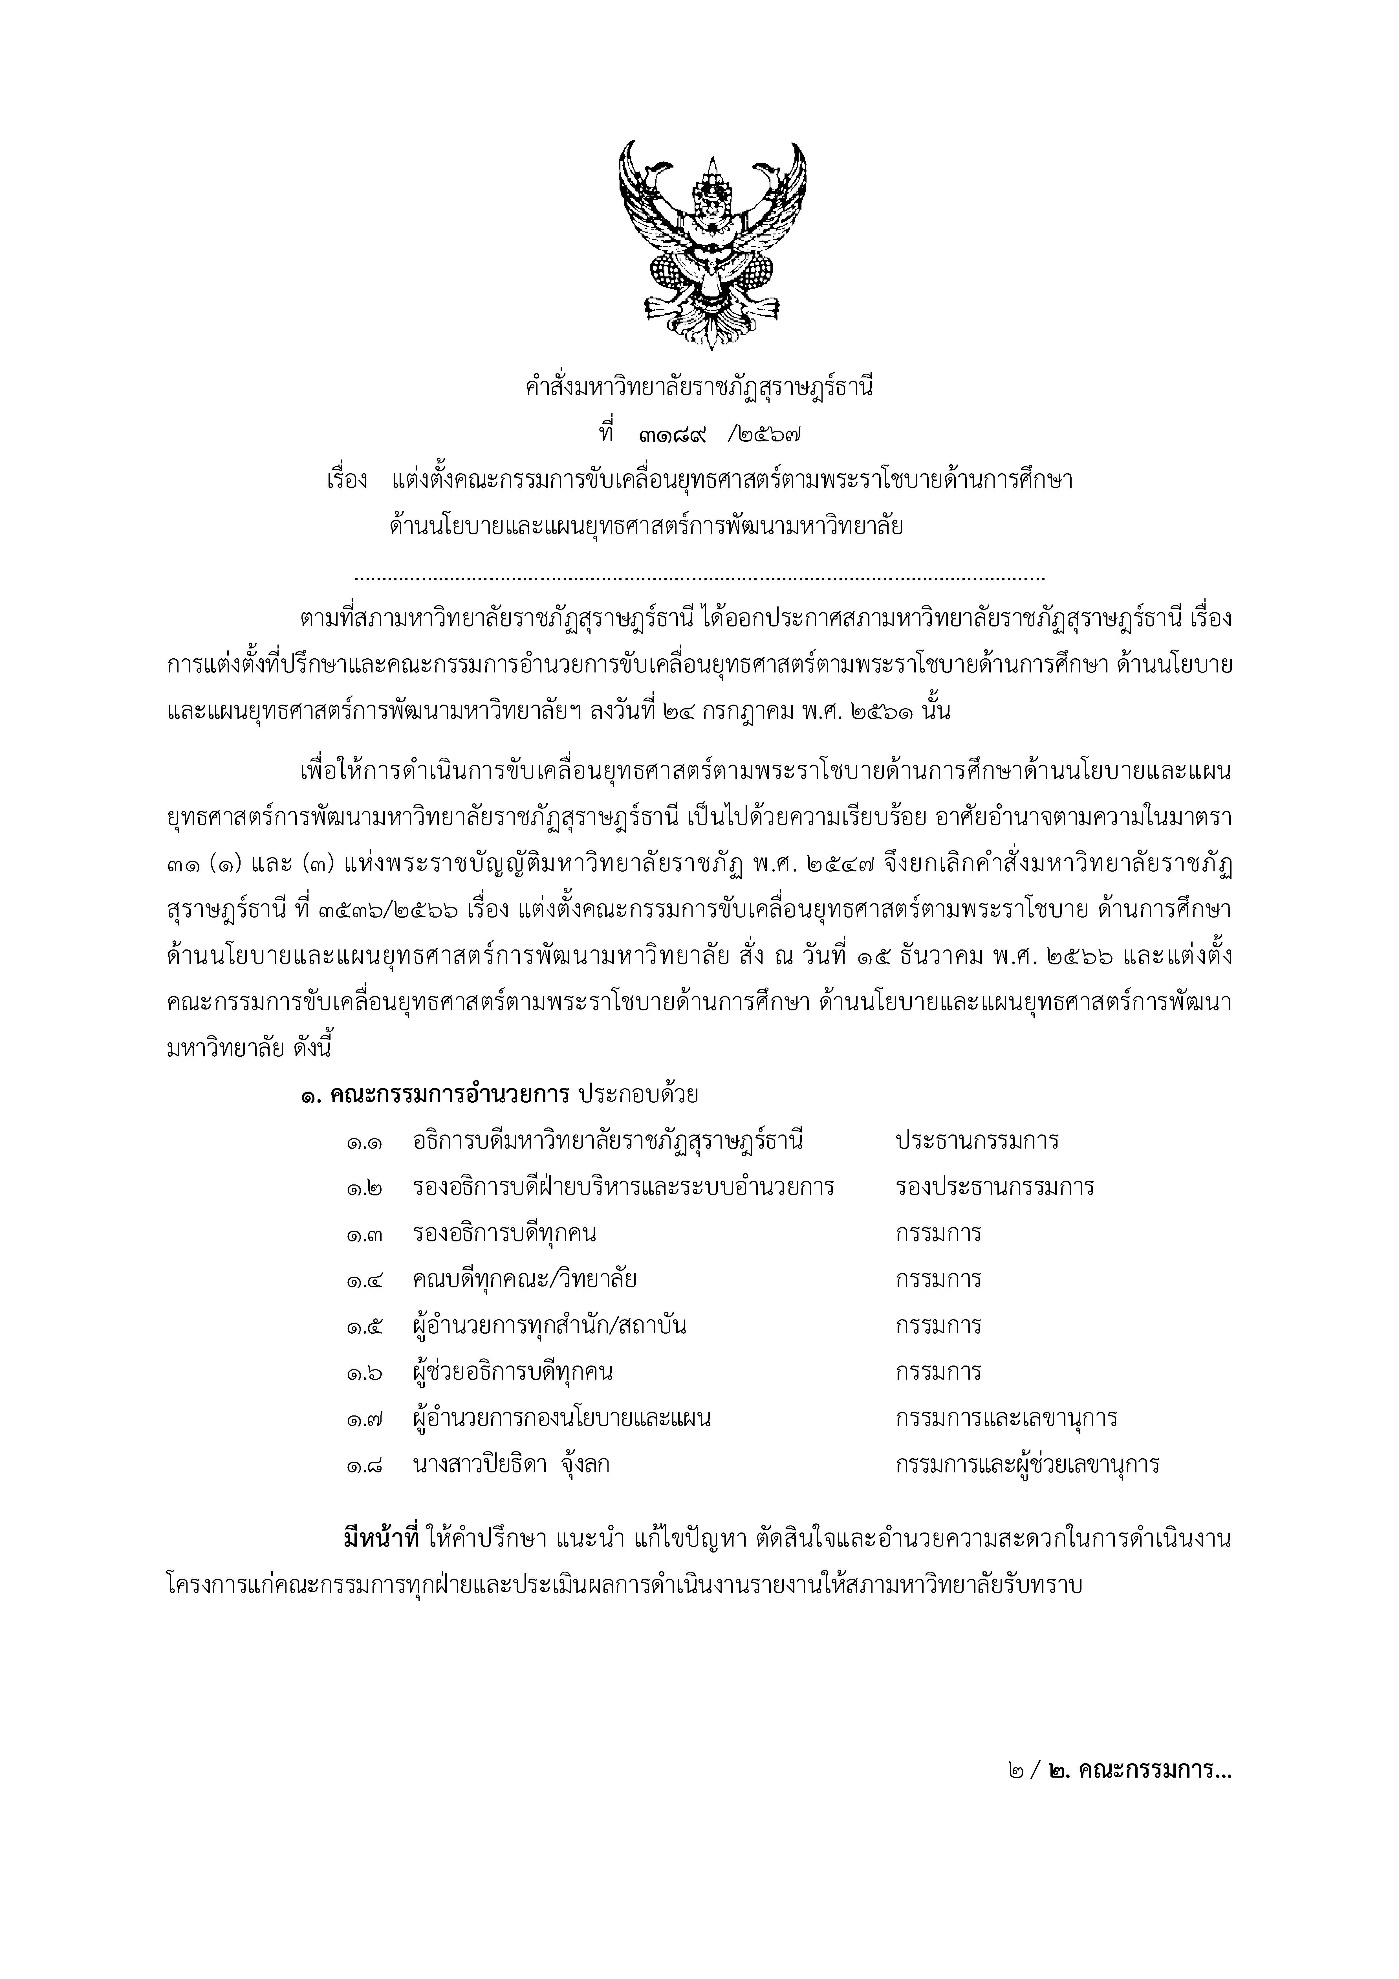 คำสั่งมหาวิทยาลัยราชภัฏสุราษฎร์ธานี
ที่ ๓๑๘๙ /๒๕๖๗
เรื่อง แต่งตั้งคณะกรรมการขับเคลื่อนยุทธศาสตร์ตามพระราโชบายด้านการศึกษา
ด้านนโยบายและแผนยุทธศาสตร์การพัฒนามหาวิทยาลัย
........................................................................................................................
ตามที่สภามหาวิทยาลัยราชภัฏสุราษฎร์ธานี ได้ออกประกาศสภามหาวิทยาลัยราชภัฏสุราษฎร์ธานี เรื่อง
การแต่งตั้งที่ปรึกษาและคณะกรรมการอำนวยการขับเคลื่อนยุทธศาสตร์ตามพระราโชบายด้านการศึกษา ด้านนโยบาย
และแผนยุทธศาสตร์การพัฒนามหาวิทยาลัยฯ ลงวันที่ ๒๔ กรกฎาคม พ.ศ. ๒๕๖๑ นั้น
เพื่อให้การดำเนินการขับเคลื่อนยุทธศาสตร์ตามพระราโชบายด้านการศึกษาด้านนโยบายและแผน
ยุทธศาสตร์การพัฒนามหาวิทยาลัยราชภัฏสุราษฎร์ธานี เป็นไปด้วยความเรียบร้อย อาศัยอำนาจตามความในมาตรา
๓๑ (๑) และ (๓) แห่งพระราชบัญญัติมหาวิทยาลัยราชภัฏ พ.ศ. ๒๕๔๗ จึงยกเลิกคำสั่งมหาวิทยาลัยราชภัฏ
สุราษฎร์ธานี ที่ ๓๕๓๖/๒๕๖๖ เรื่อง แต่งตั้งคณะกรรมการขับเคลื่อนยุทธศาสตร์ตามพระราโชบาย ด้านการศึกษา
ด้านนโยบายและแผนยุทธศาสตร์การพัฒนามหาวิทยาลัย สั่ง ณ วันที่ ๑๕ ธันวาคม พ.ศ. ๒๕๖๖ และแต่งตั้ง
คณะกรรมการขับเคลื่อนยุทธศาสตร์ตามพระราโชบายด้านการศึกษา ด้านนโยบายและแผนยุทธศาสตร์การพัฒนา
มหาวิทยาลัย ดังนี้
๑. คณะกรรมการอำนวยการ ประกอบด้วย
๑.๑ อธิการบดีมหาวิทยาลัยราชภัฏสุราษฎร์ธานี ประธานกรรมการ
๑.๒ รองอธิการบดีฝ่ายบริหารและระบบอำนวยการ รองประธานกรรมการ
๑.๓ รองอธิการบดีทุกคน กรรมการ
๑.๔ คณบดีทุกคณะ/วิทยาลัย กรรมการ
๑.๕ ผู้อำนวยการทุกสำนัก/สถาบัน กรรมการ
๑.๖ ผู้ช่วยอธิการบดีทุกคน กรรมการ
๑.๗ ผู้อำนวยการกองนโยบายและแผน กรรมการและเลขานุการ
๑.๘ นางสาวปิยธิดา จุ้งลก กรรมการและผู้ช่วยเลขานุการ
มีหน้าที่ ให้คำปรึกษา แนะนำ แก้ไขปัญหา ตัดสินใจและอำนวยความสะดวกในการดำเนินงาน
โครงการแก่คณะกรรมการทุกฝ่ายและประเมินผลการดำเนินงานรายงานให้สภามหาวิทยาลัยรับทราบ
๒ / ๒. คณะกรรมการ...